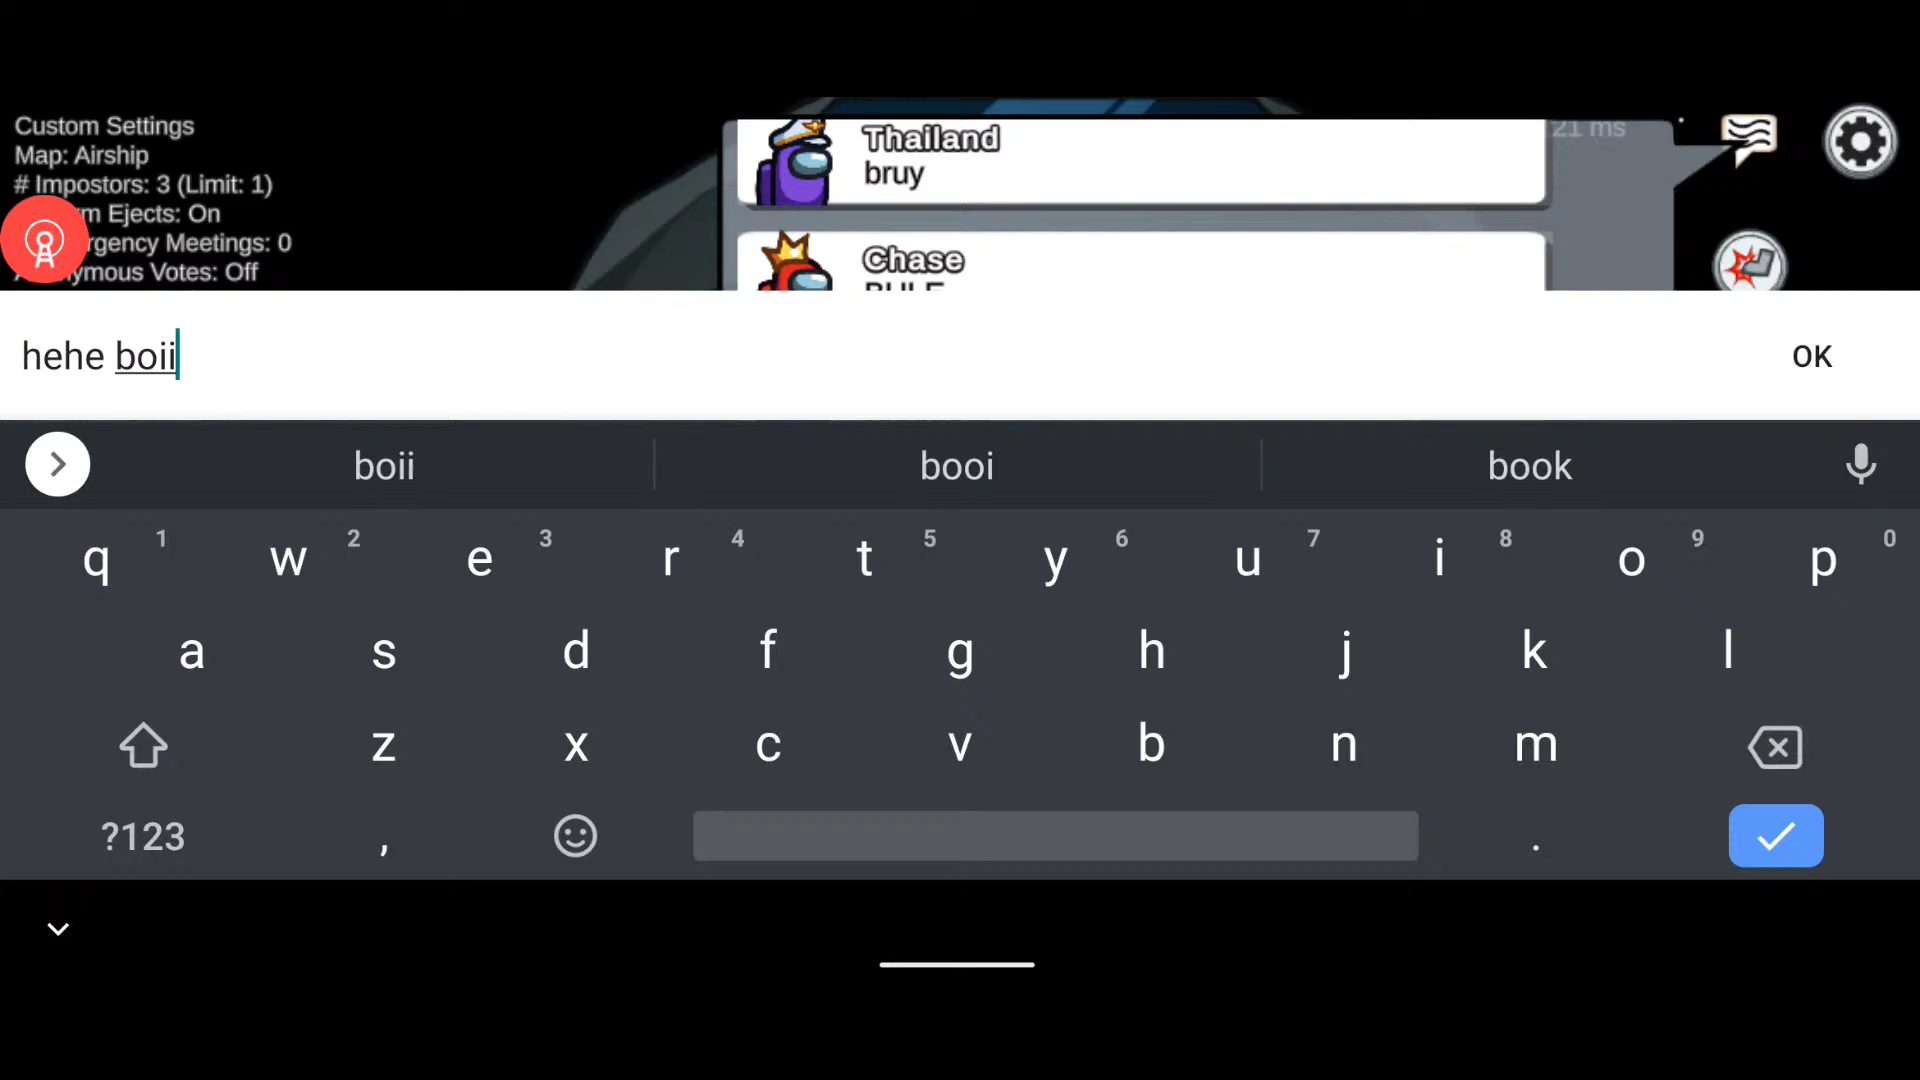 Custom Settings
Map: Airship
# Impostors: 3 (Limit: 1)
m Ejects: On
rgency Meetings: 0
ymous Votes: Off
Thailand
bruy
21 ms
Chase
hehe boii
OK
boii booi book
q 1 w 2 e 3 r 4 t 5 y 6 u 7 i 8 o 9 p 0
a s d f g h j k l
z x c v b n m
?123 , .